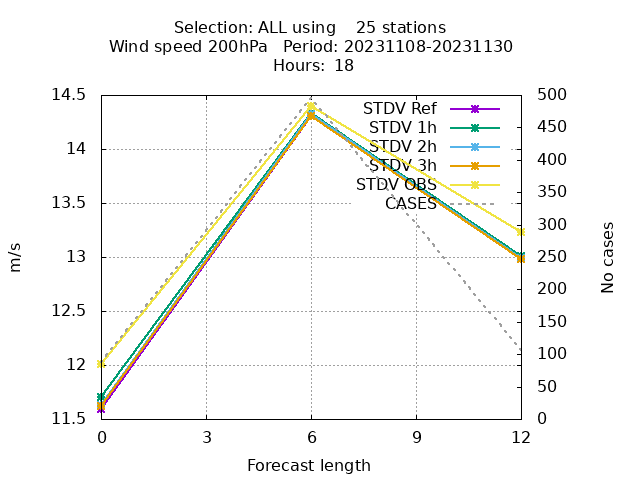 Selection: ALL using    25 stations
Wind speed 200hPa   Period: 20231108-20231130
Hours: 18
14.5
14
13.5
13
12.5
12
11.5
500
450
400
350
300
250
200
150
100
50
0
m/s
No cases
STDV Ref
STDV 1h
STDV 2h
STDV 3h
STDV OBS
CASES
0
3
6
9
12
Forecast length